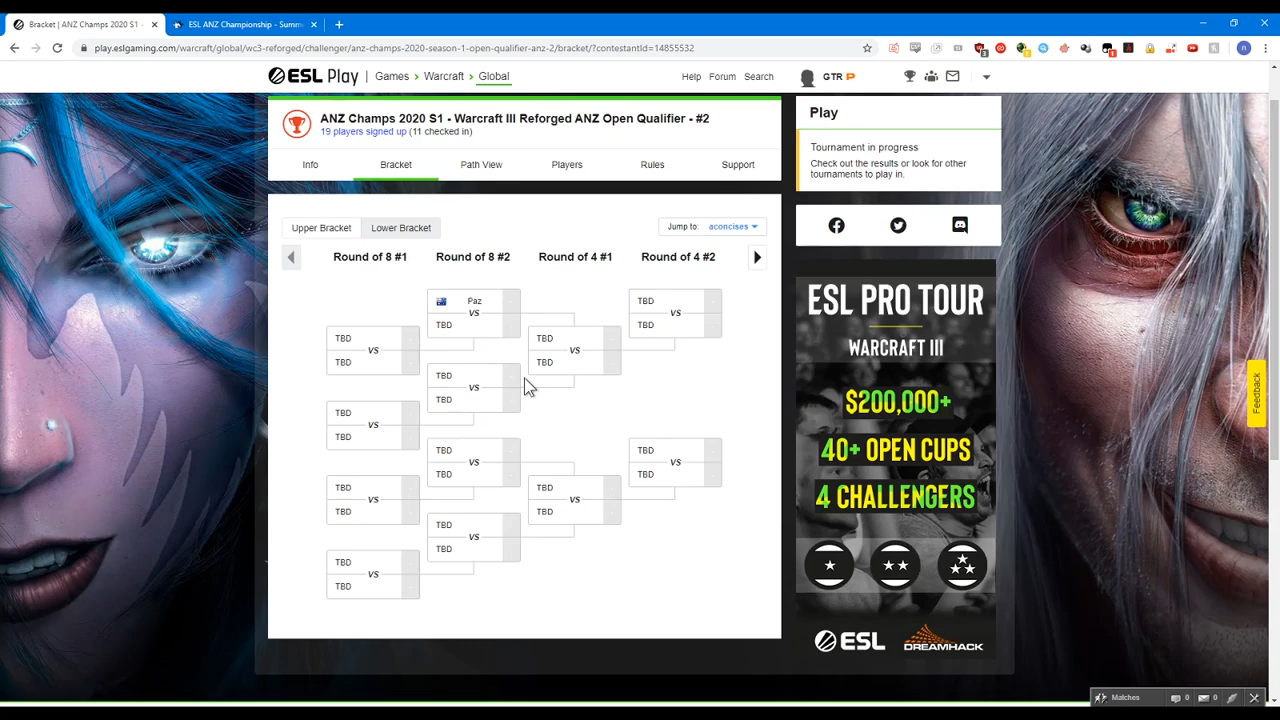 Bracket | ANZ Champs 2020 S1 -
ESL ANZ Championship - Summ
play.eslgaming.com/warcraft/global/wc3-reforged/challenger/anz-champs-2020-season-1-open-qualifier-anz-2/bracket/?contestantId=14855532
ESL Play
Games
Warcraft
Global
Help
Forum
Search
GTR
ANZ Champs 2020 S1 - Warcraft III Reforged ANZ Open Qualifier - #2
19 players signed up (11 checked in)
Info
Bracket
Path View
Players
Rules
Support
Play
Tournament in progress
Check out the results or look for other
tournaments to play in.
Upper Bracket
Lower Bracket
Jump to: aconcises
Round of 8 #1
Round of 8 #2
Round of 4 #1
Round of 4 #2
TBD
VS
TBD
TBD
VS
TBD
TBD
VS
TBD
TBD
VS
TBD
Paz
VS
TBD
TBD
VS
TBD
TBD
VS
TBD
TBD
VS
TBD
TBD
VS
TBD
TBD
VS
TBD
TBD
VS
TBD
TBD
VS
TBD
ESL PRO TOUR
WARCRAFT III
$200,000+
40+ OPEN CUPS
4 CHALLENGERS
ESL
DREAMHACK
Feedback
Matches
0
0